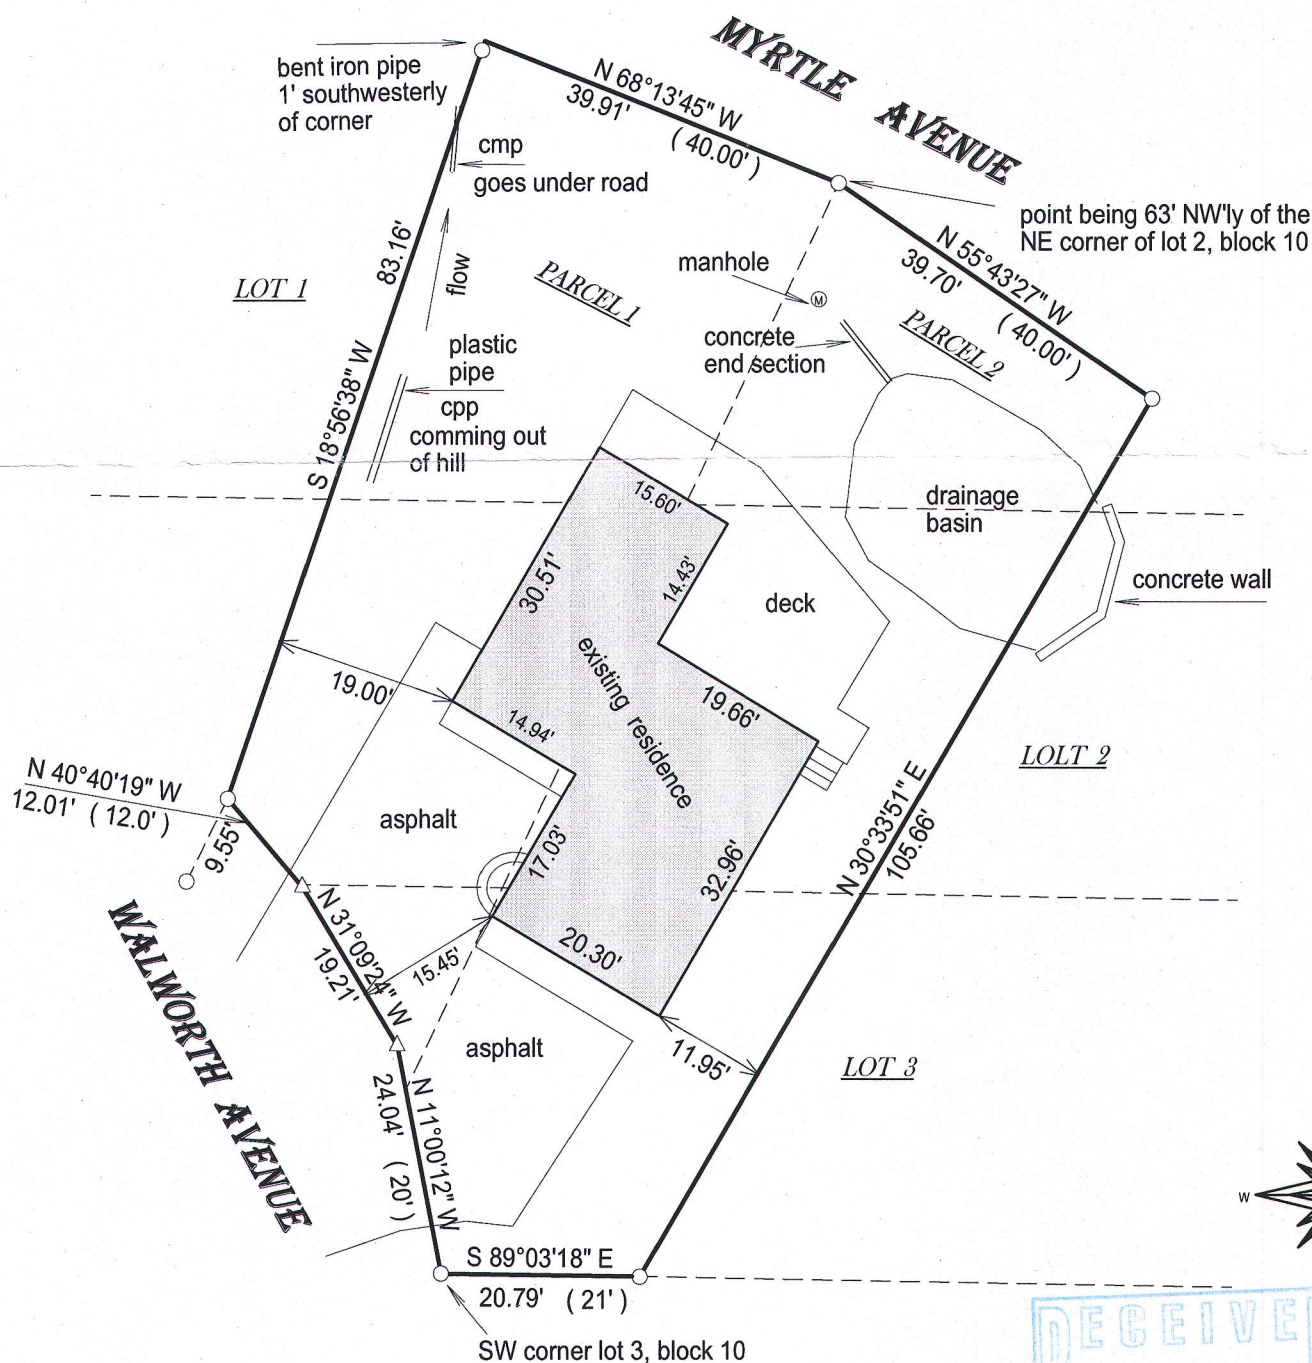 MYRTLE AVENUE
bent iron pipe
1' southwesterly
of corner
N 68°13'45" W
39.91'
( 40.00' )
cmp
goes under road
point being 63' NW'ly of the
NE corner of lot 2, block 10
N 55°43'27" W
39.70'
( 40.00' )
83.16'
S 18°56'38" W
LOT 1
flow
PARCEL 1
manhole
M
PARCEL 2
concrete
end section
plastic
pipe
cpp
comming out
of hill
15.60'
14.43'
30.51'
drainage
basin
concrete wall
deck
existing residence
19.00'
14.94'
19.66'
LOLT 2
N 40°40'19" W
12.01' ( 12.0' )
9.55'
asphalt
17.03'
32.96'
N 30°33'51" E
105.66'
N 31°09'24" W
19.21'
15.45'
20.30'
11.95'
WALWORTH AVENUE
asphalt
LOT 3
N 11°00'12" W
24.04' ( 20' )
W
S 89°03'18" E
20.79' ( 21' )
SW corner lot 3, block 10